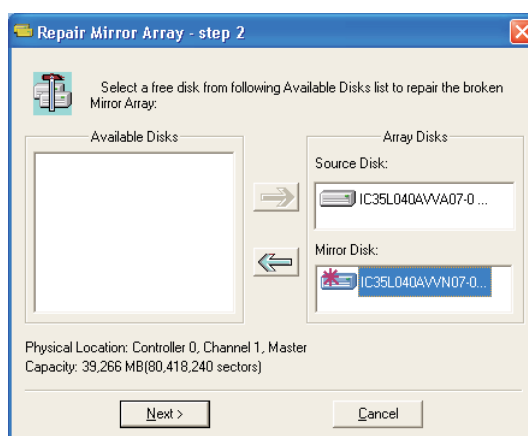 Repair Mirror Array - step 2
Select a free disk from following Available Disks list to repair the broken
Mirror Array:
Available Disks
Array Disks
Source Disk:
IC35L040AVVA07-0 ...
Mirror Disk:
IC35L040AVVN07-0...
Physical Location: Controller 0, Channel 1, Master
Capacity: 39,266 MB(80,418,240 sectors)
Next >
Cancel